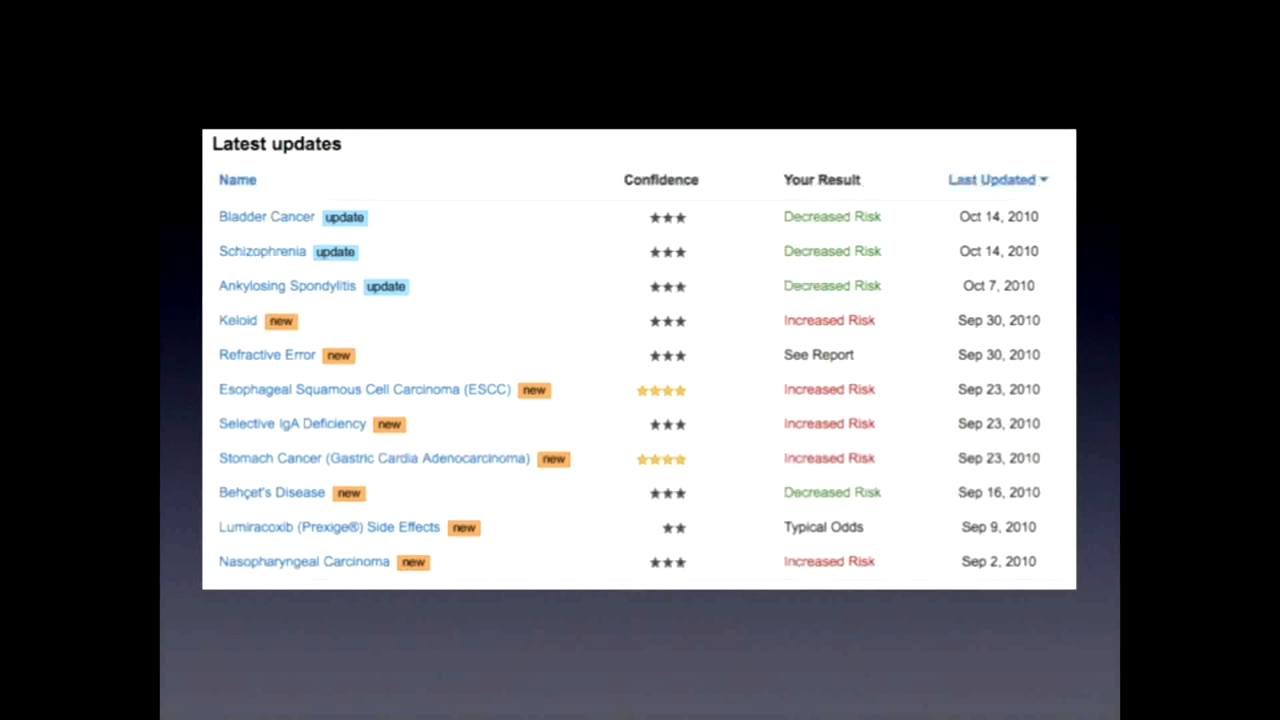 Latest updates
Name Confidence Your Result Last Updated
Bladder Cancer update ★★★ Decreased Risk Oct 14, 2010
Schizophrenia update ★★★ Decreased Risk Oct 14, 2010
Ankylosing Spondylitis update ★★★ Decreased Risk Oct 7, 2010
Keloid new ★★★ Increased Risk Sep 30, 2010
Refractive Error new ★★★ See Report Sep 30, 2010
Esophageal Squamous Cell Carcinoma (ESCC) new ★★★★ Increased Risk Sep 23, 2010
Selective IgA Deficiency new ★★★ Increased Risk Sep 23, 2010
Stomach Cancer (Gastric Cardia Adenocarcinoma) new ★★★★ Increased Risk Sep 23, 2010
Behçet's Disease new ★★★ Decreased Risk Sep 16, 2010
Lumiracoxib (Prexige®) Side Effects new ★★ Typical Odds Sep 9, 2010
Nasopharyngeal Carcinoma new ★★★ Increased Risk Sep 2, 2010